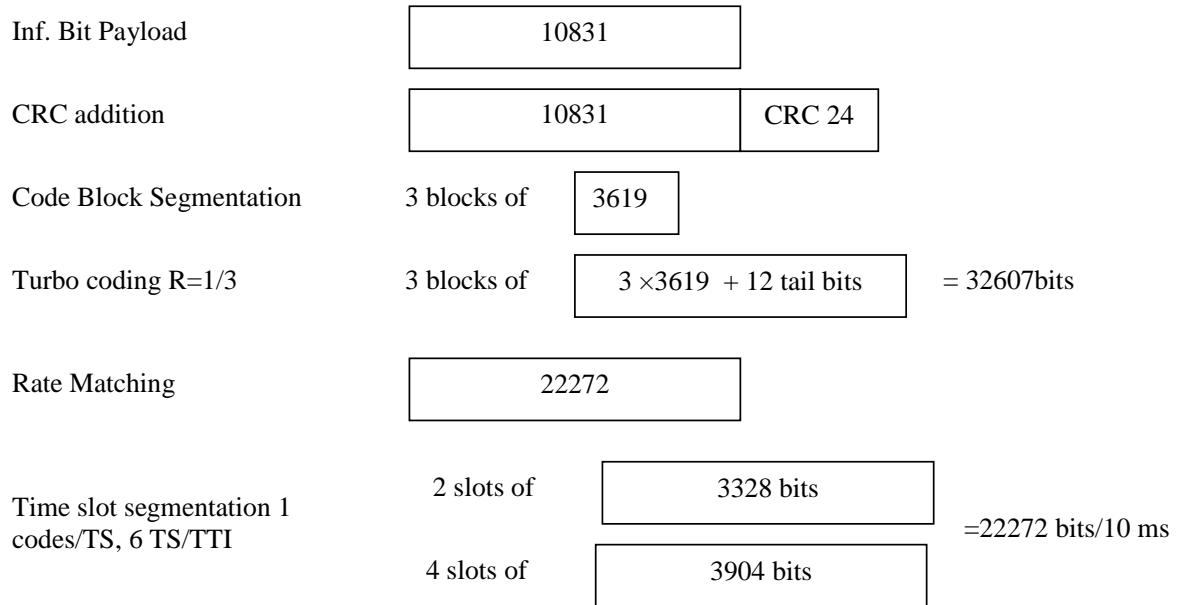 Inf. Bit Payload 10831
CRC addition 10831 CRC 24
Code Block Segmentation 3 blocks of 3619
Turbo coding R=1/3 3 blocks of 3 ×3619 + 12 tail bits = 32607bits
Rate Matching 22272
2 slots of 3328 bits
Time slot segmentation 1
codes/TS, 6 TS/TTI =22272 bits/10 ms
4 slots of 3904 bits